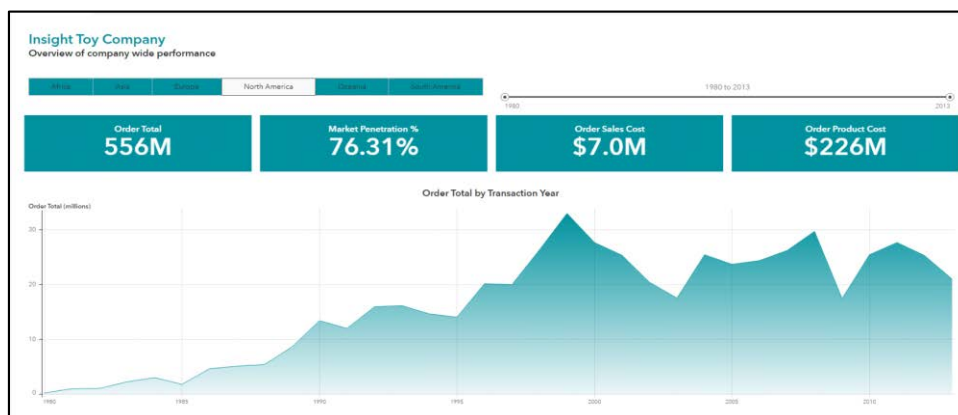 Insight Toy Company
Overview of company wide performance
Africa Asia Europe North America Oceania South America
1980 to 2013
1980 2013
Order Total Market Penetration % Order Sales Cost Order Product Cost
556M 76.31% $7.0M $226M
Order Total by Transaction Year
Order Total (millions)
30
20
10
0
1980 1985 1990 1995 2000 2005 2010